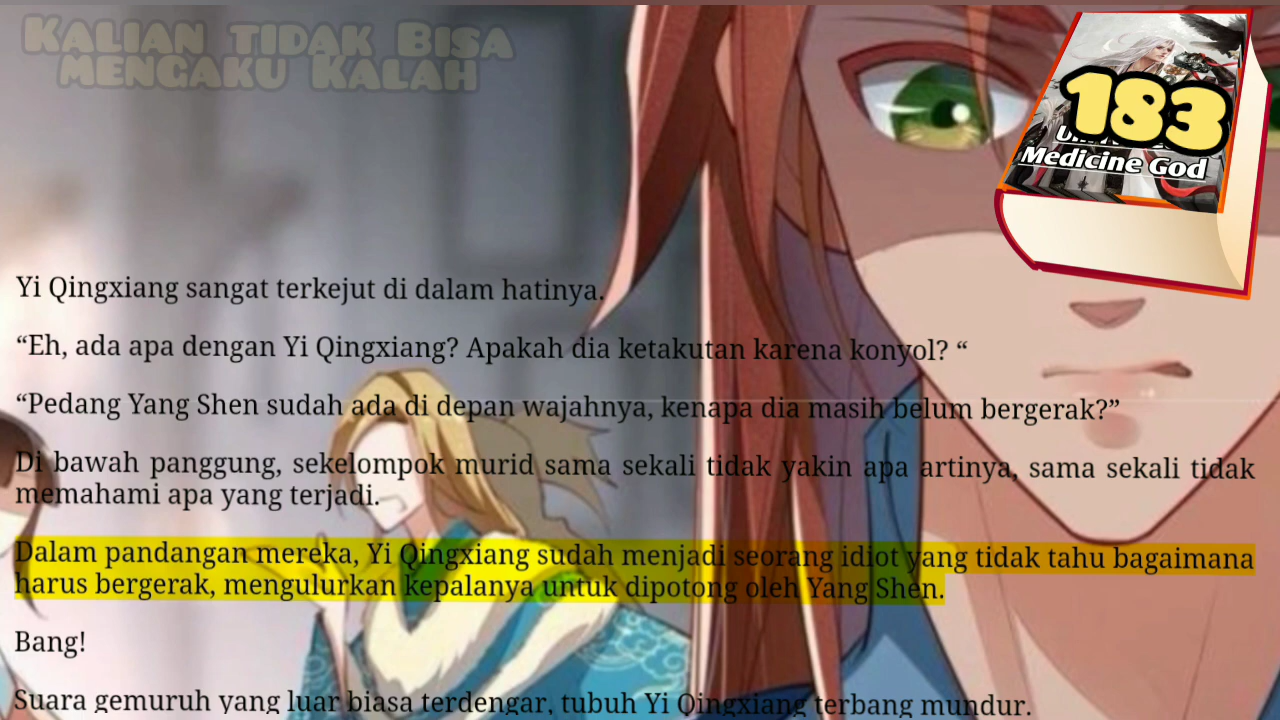 KALIAN TIDAK BISA
MENGAKU KALAH
183
Medicine God
Yi Qingxiang sangat terkejut di dalam hatinya.
“Eh, ada apa dengan Yi Qingxiang? Apakah dia ketakutan karena konyol? “
“Pedang Yang Shen sudah ada di depan wajahnya, kenapa dia masih belum bergerak?”
Di bawah panggung, sekelompok murid sama sekali tidak yakin apa artinya, sama sekali tidak
memahami apa yang terjadi.
Dalam pandangan mereka, Yi Qingxiang sudah menjadi seorang idiot yang tidak tahu bagaimana
harus bergerak, mengulurkan kepalanya untuk dipotong oleh Yang Shen.
Bang!
Suara gemuruh yang luar biasa terdengar, tubuh Yi Qingxiang terbang mundur.